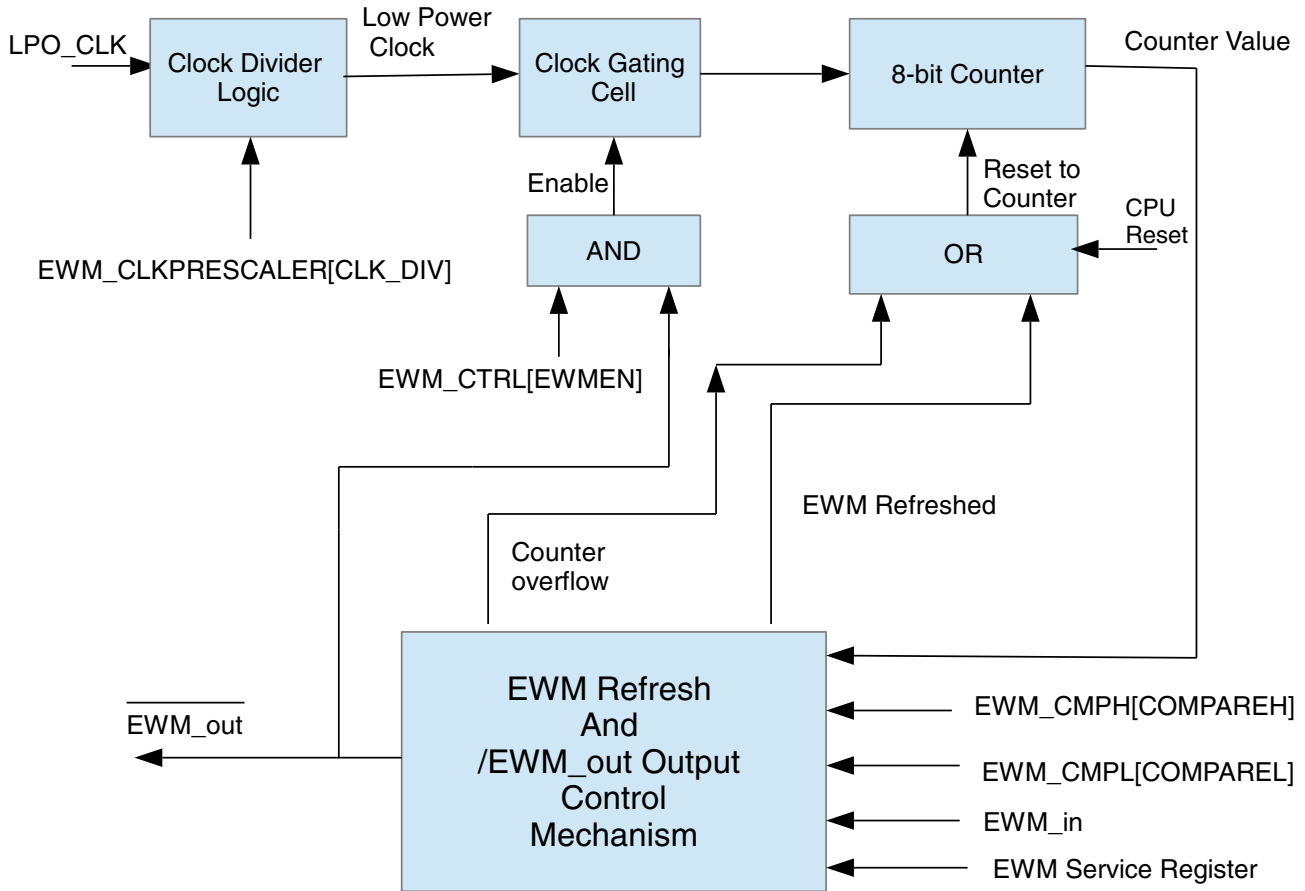 LPO_CLK
Clock Divider
Logic
Low Power
Clock
Clock Gating
Cell
8-bit Counter
Counter Value
Enable
Reset to
Counter
CPU
Reset
AND
OR
EWM_CLKPRESCALER[CLK_DIV]
EWM_CTRL[EWMEN]
EWM Refreshed
Counter
overflow
EWM_out
EWM Refresh
And
/EWM_out Output
Control
Mechanism
EWM_CMPH[COMPAREH]
EWM_CMPL[COMPAREL]
EWM_in
EWM Service Register